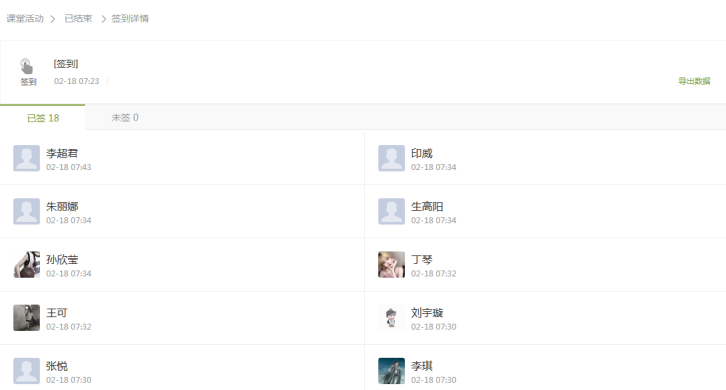 课堂活动 > 已结束 > 签到详情
[签到]
签到 02-18 07:23
导出数据
已签 18 未签 0
李超君 印威
02-18 07:43 02-18 07:34
朱丽娜 生高阳
02-18 07:34 02-18 07:34
孙欣莹 丁琴
02-18 07:34 02-18 07:32
王可 刘宇璇
02-18 07:32 02-18 07:30
张悦 李琪
02-18 07:30 02-18 07:30